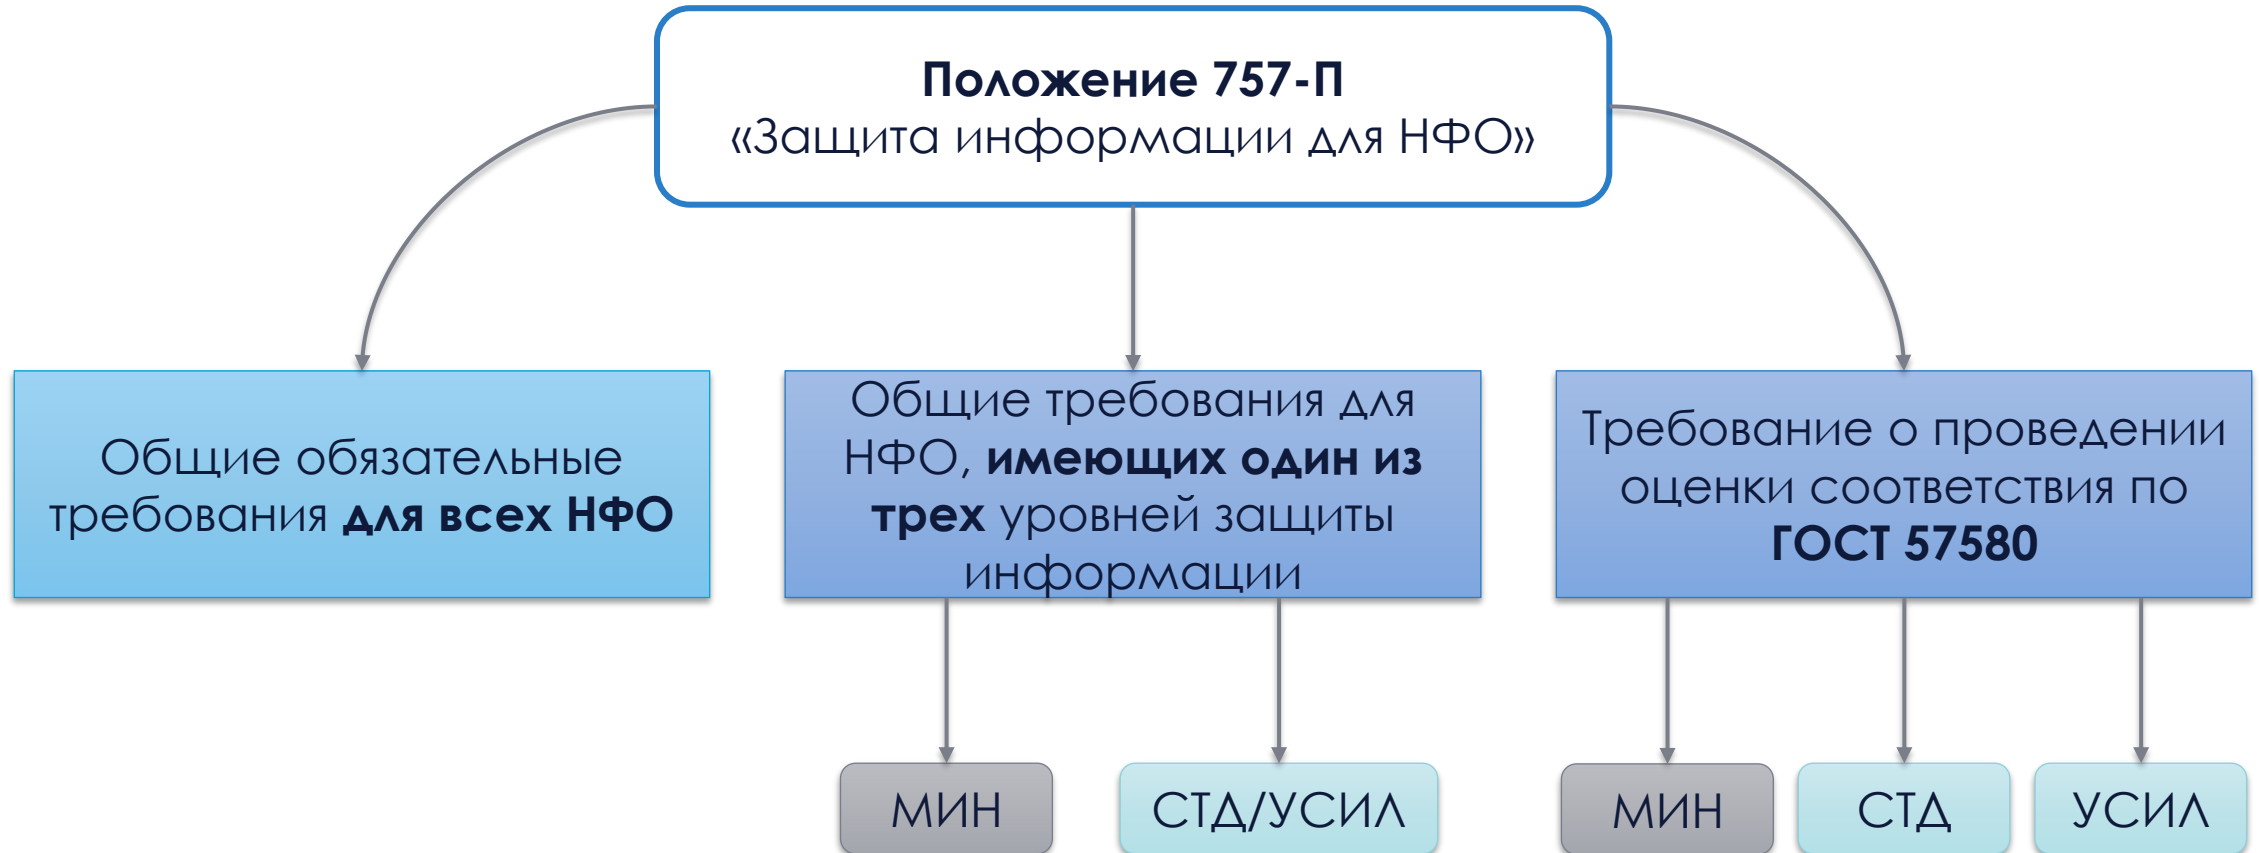 Положение 757-П
«Защита информации для НФО»
Общие обязательные
требования для всех НФО
Общие требования для
НФО, имеющих один из
трех уровней защиты
информации
Требование о проведении
оценки соответствия по
ГОСТ 57580
МИН
СТД/УСИЛ
МИН
СТД
УСИЛ